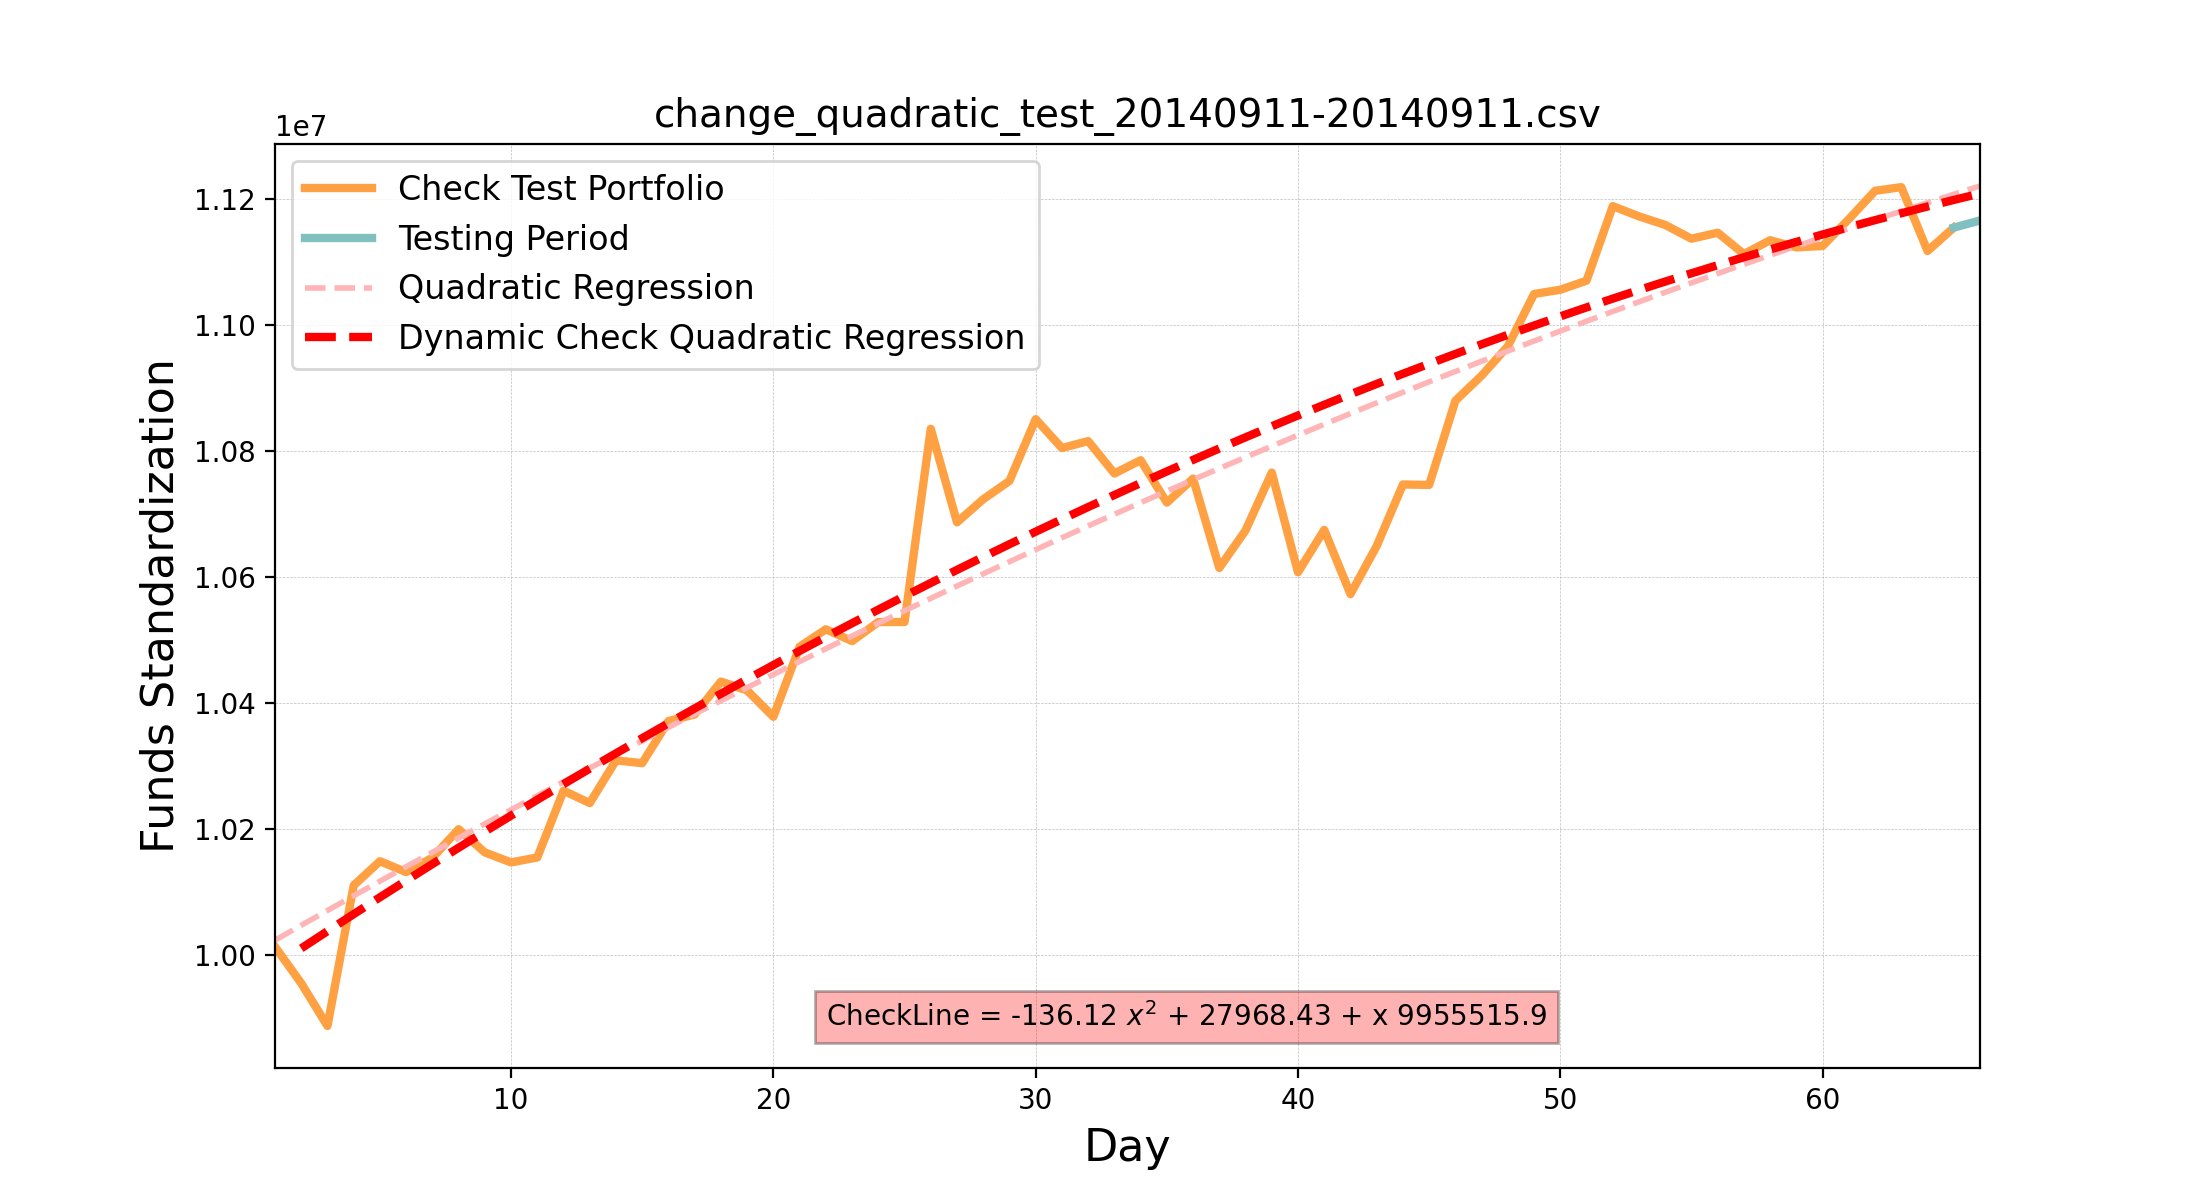 change_quadratic_test_20140911-20140911.csv
1e7
Check Test Portfolio
Testing Period
Quadratic Regression
Dynamic Check Quadratic Regression
1.12
1.10
1.08
1.06
1.04
1.02
1.00
Funds Standardization
CheckLine = -136.12 x² + 27968.43 + x 9955515.9
10 20 30 40 50 60
Day